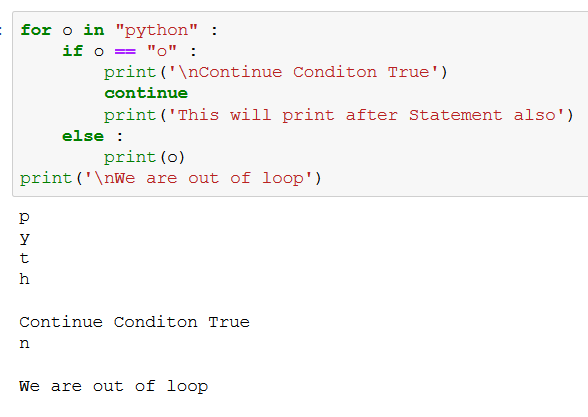 for o in "python" :
    if o == "o" :
        print('\nContinue Conditon True')
        continue
        print('This will print after Statement also')
    else :
        print(o)
print('\nWe are out of loop')
p
y
t
h
Continue Conditon True
n
We are out of loop